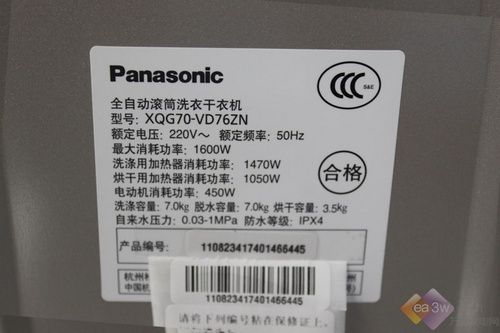 Panasonic
CCC S&E
全自动滚筒洗衣干衣机
型号: XQG70-VD76ZN
额定电压: 220V～ 额定频率: 50Hz
最大消耗功率: 1600W
洗涤用加热器消耗功率: 1470W
烘干用加热器消耗功率: 1050W
电动机消耗功率: 450W
合格
洗涤容量: 7.0kg 脱水容量: 7.0kg 烘干容量: 3.5kg
自来水压力: 0.03-1MPa 防水等级: IPX4
产品编号: 110823417401466445
杭州
中国杭
110823417401466445
请将下列编号粘在保修证上.
ea3w